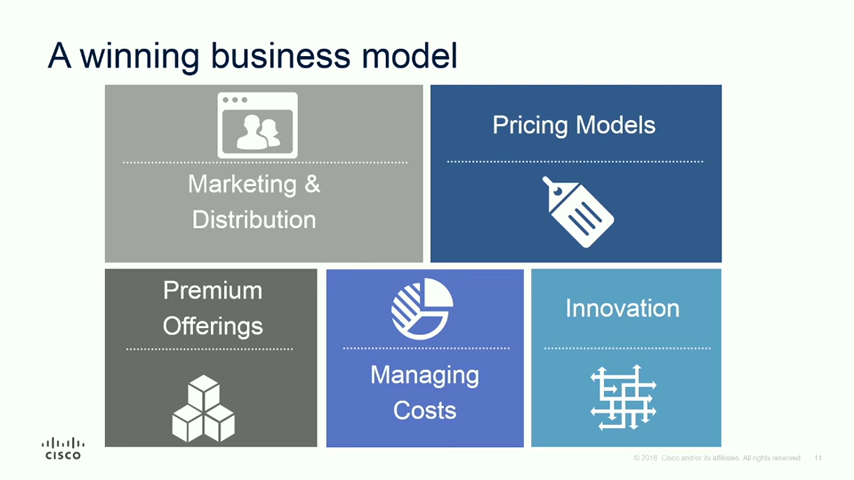 A winning business model
Marketing &
Distribution
Pricing Models
Premium
Offerings
Managing
Costs
Innovation
CISCO
© 2016 Cisco and/or its affiliates. All rights reserved
11